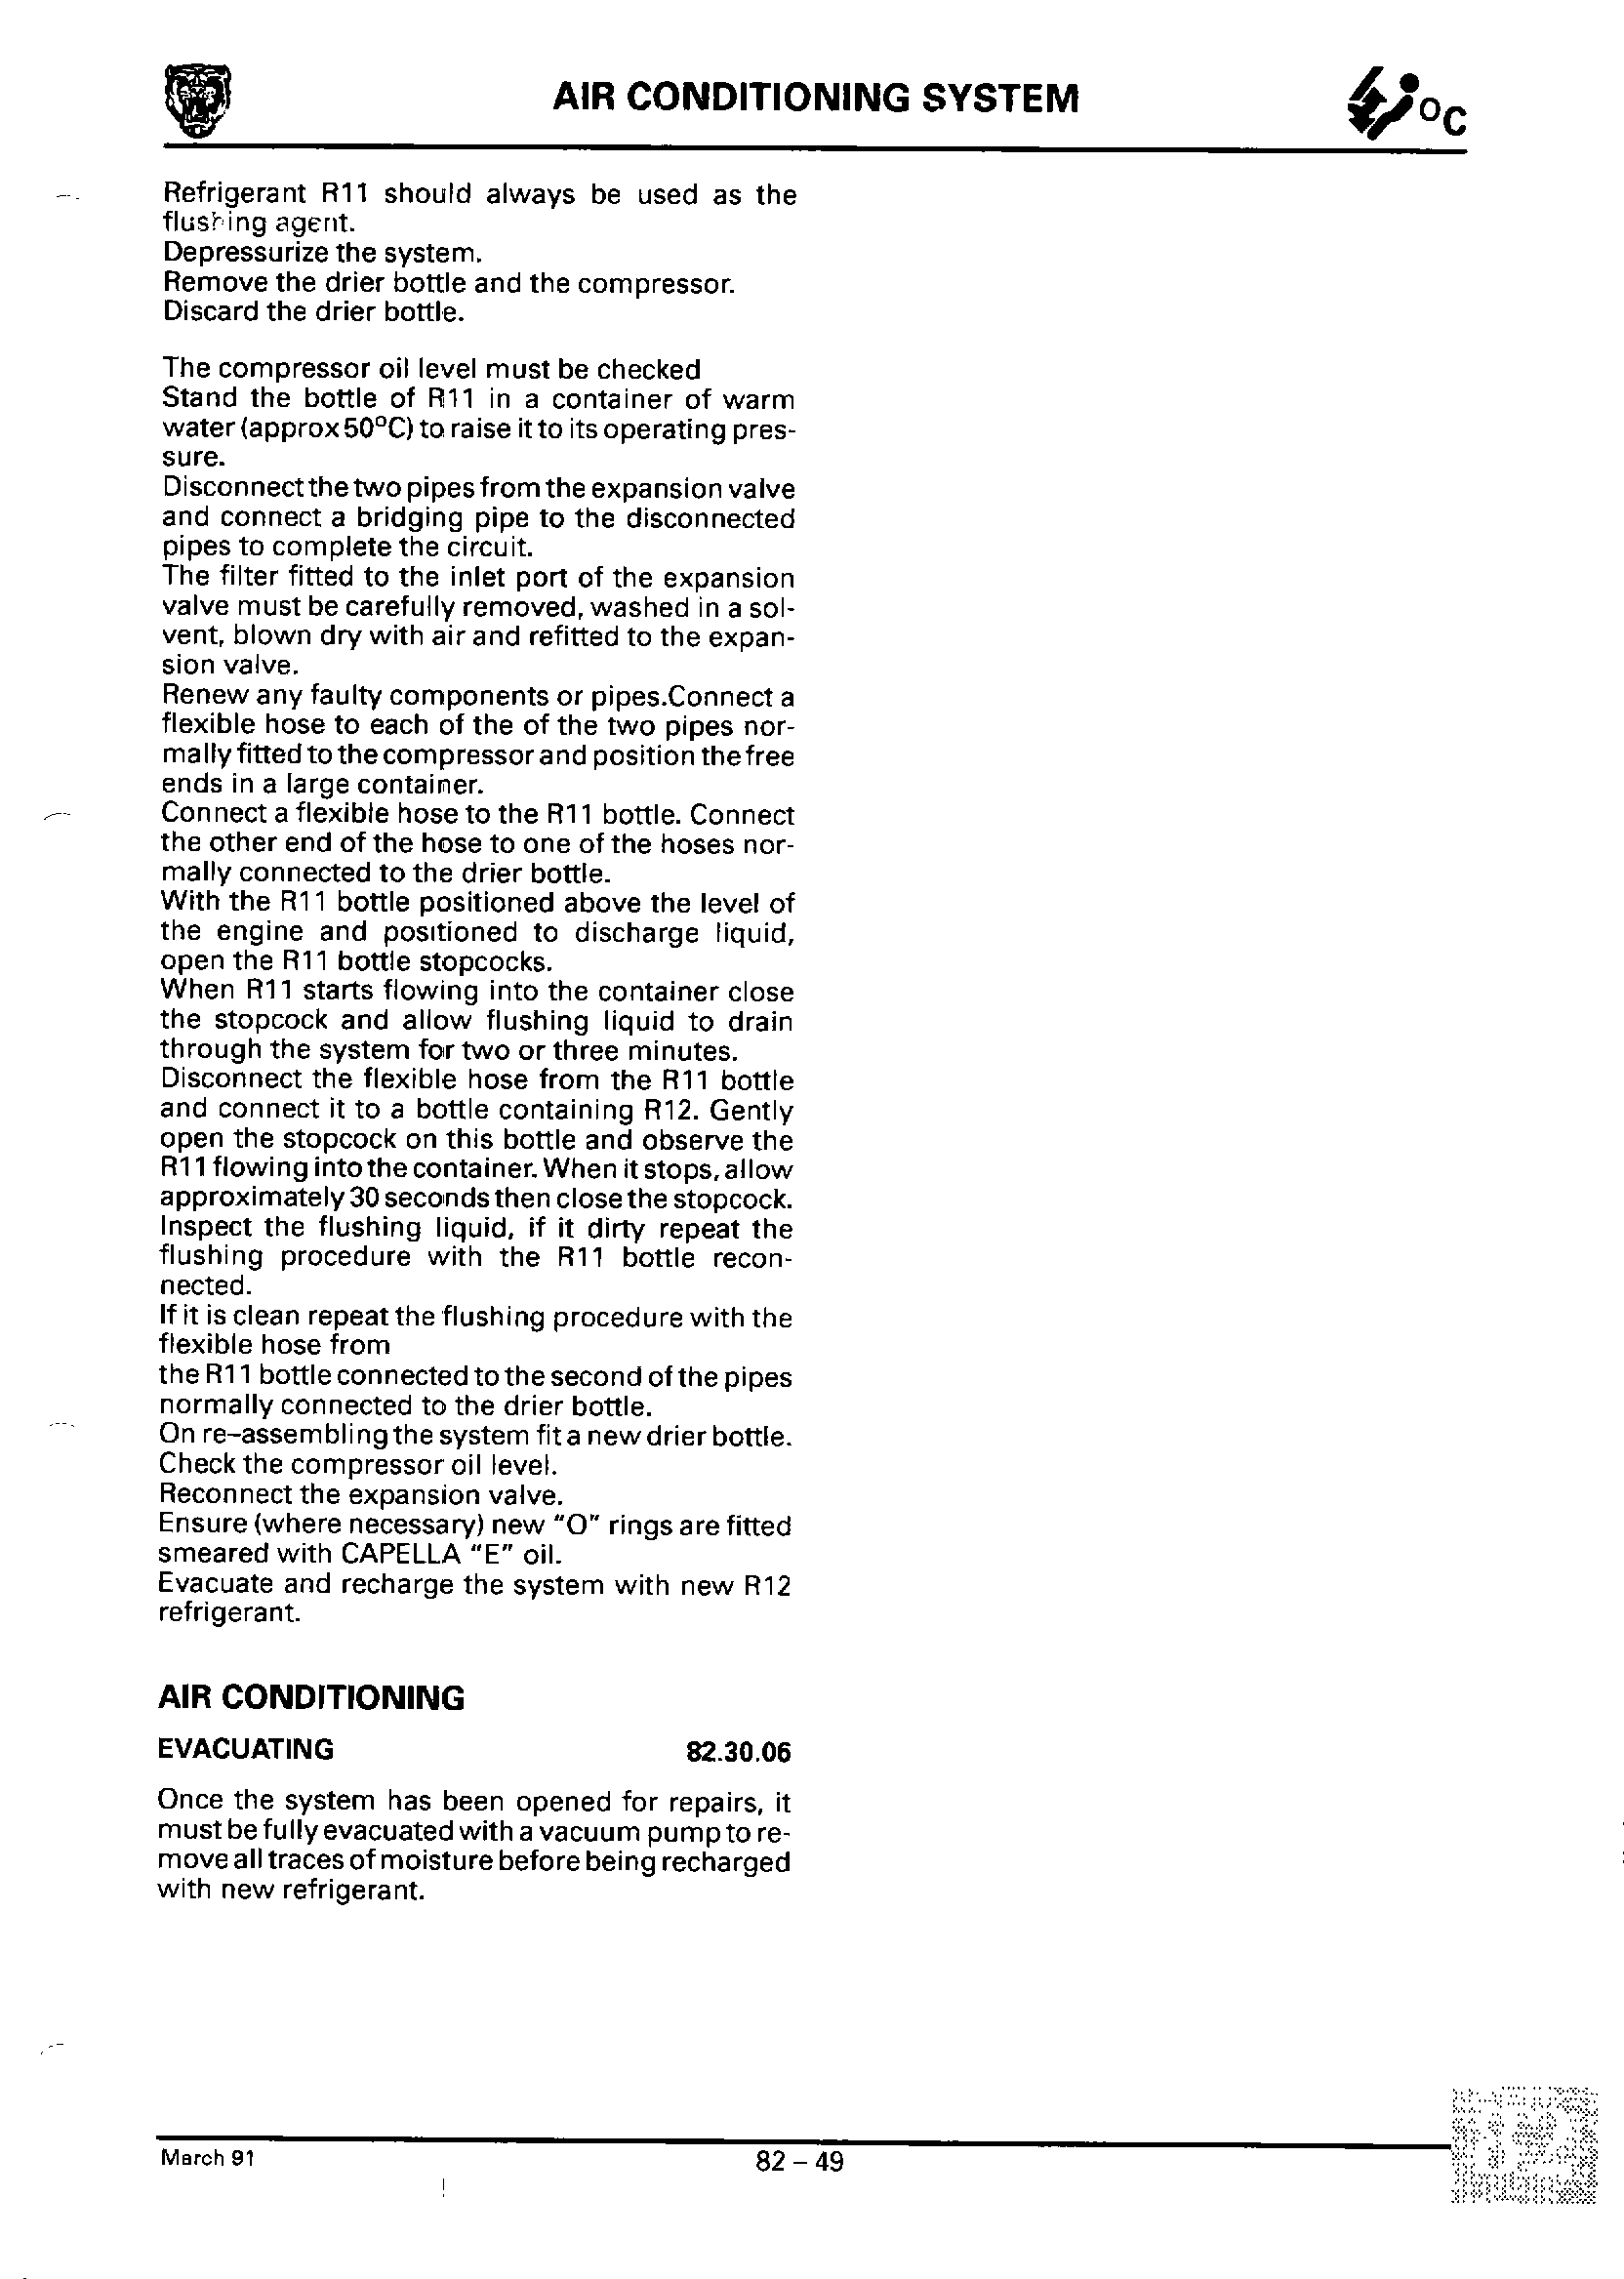 AIR CONDITIONING SYSTEM
°C
Refrigerant R11 should always be used as the
flushing agent.
Depressurize the system.
Remove the drier bottle and the compressor.
Discard the drier bottle.
The compressor oil level must be checked
Stand the bottle of R11 in a container of warm
water (approx 50°C) to raise it to its operating pres-
sure.
Disconnect the two pipes from the expansion valve
and connect a bridging pipe to the disconnected
pipes to complete the circuit.
The filter fitted to the inlet port of the expansion
valve must be carefully removed, washed in a sol-
vent, blown dry with air and refitted to the expan-
sion valve.
Renew any faulty components or pipes.Connect a
flexible hose to each of the of the two pipes nor-
mally fitted to the compressor and position the free
ends in a large container.
Connect a flexible hose to the R11 bottle. Connect
the other end of the hose to one of the hoses nor-
mally connected to the drier bottle.
With the R11 bottle positioned above the level of
the engine and positioned to discharge liquid,
open the R11 bottle stopcocks.
When R11 starts flowing into the container close
the stopcock and allow flushing liquid to drain
through the system for two or three minutes.
Disconnect the flexible hose from the R11 bottle
and connect it to a bottle containing R12. Gently
open the stopcock on this bottle and observe the
R11 flowing into the container. When it stops, allow
approximately 30 seconds then close the stopcock.
Inspect the flushing liquid, if it dirty repeat the
flushing procedure with the R11 bottle recon-
nected.
If it is clean repeat the flushing procedure with the
flexible hose from
the R11 bottle connected to the second of the pipes
normally connected to the drier bottle.
On re-assembling the system fit a new drier bottle.
Check the compressor oil level.
Reconnect the expansion valve.
Ensure (where necessary) new "O" rings are fitted
smeared with CAPELLA "E" oil.
Evacuate and recharge the system with new R12
refrigerant.
AIR CONDITIONING
EVACUATING 82.30.06
Once the system has been opened for repairs, it
must be fully evacuated with a vacuum pump to re-
move all traces of moisture before being recharged
with new refrigerant.
March 91
82 – 49